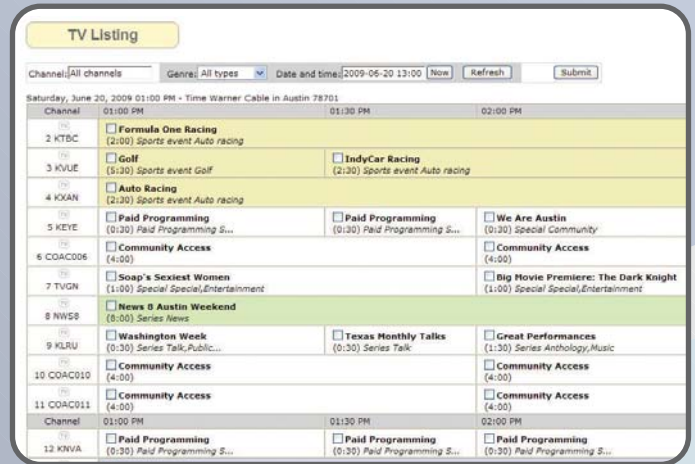 TV Listing
Channel: All channels Genre: All types Date and time: 2009-06-20 13:00 Now Refresh Submit
Saturday, June 20, 2009 01:00 PM - Time Warner Cable in Austin 78701
Channel 01:00 PM 01:30 PM 02:00 PM
TV
2 KTBC
Formula One Racing
(2:00) Sports event Auto racing
TV
3 KVUE
Golf
(5:30) Sports event Golf
IndyCar Racing
(2:30) Sports event Auto racing
TV
4 KXAN
Auto Racing
(2:30) Sports event Auto racing
TV
5 KEYE
Paid Programming
(0:30) Paid Programming S...
Paid Programming
(0:30) Paid Programming S...
We Are Austin
(0:30) Special Community
TV
6 COAC006
Community Access
(4:00)
Community Access
(4:00)
TV
7 TVGN
Soap's Sexiest Women
(1:00) Special Special,Entertainment
Big Movie Premiere: The Dark Knight
(1:00) Special Special,Entertainment
TV
8 NWS8
News 8 Austin Weekend
(8:00) Series News
TV
9 KLRU
Washington Week
(0:30) Series Talk,Public...
Texas Monthly Talks
(0:30) Series Talk
Great Performances
(1:30) Series Anthology,Music
TV
10 COAC010
Community Access
(4:00)
Community Access
(4:00)
TV
11 COAC011
Community Access
(4:00)
Community Access
(4:00)
Channel 01:00 PM 01:30 PM 02:00 PM
TV
12 KNVA
Paid Programming
(0:30) Paid Programming S...
Paid Programming
(0:30) Paid Programming S...
Paid Programming
(0:30) Paid Programming S...